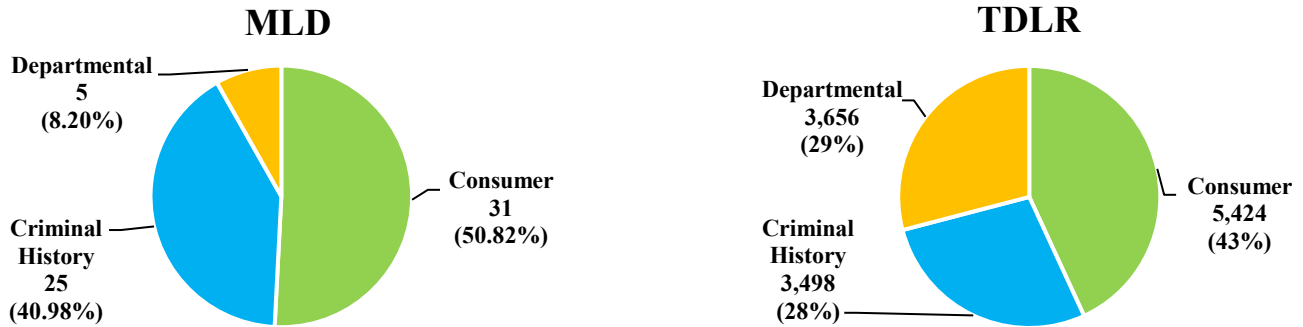 MLD
Departmental
5
(8.20%)
Consumer
31
(50.82%)
Criminal
History
25
(40.98%)
TDLR
Departmental
3,656
(29%)
Consumer
5,424
(43%)
Criminal
History
3,498
(28%)